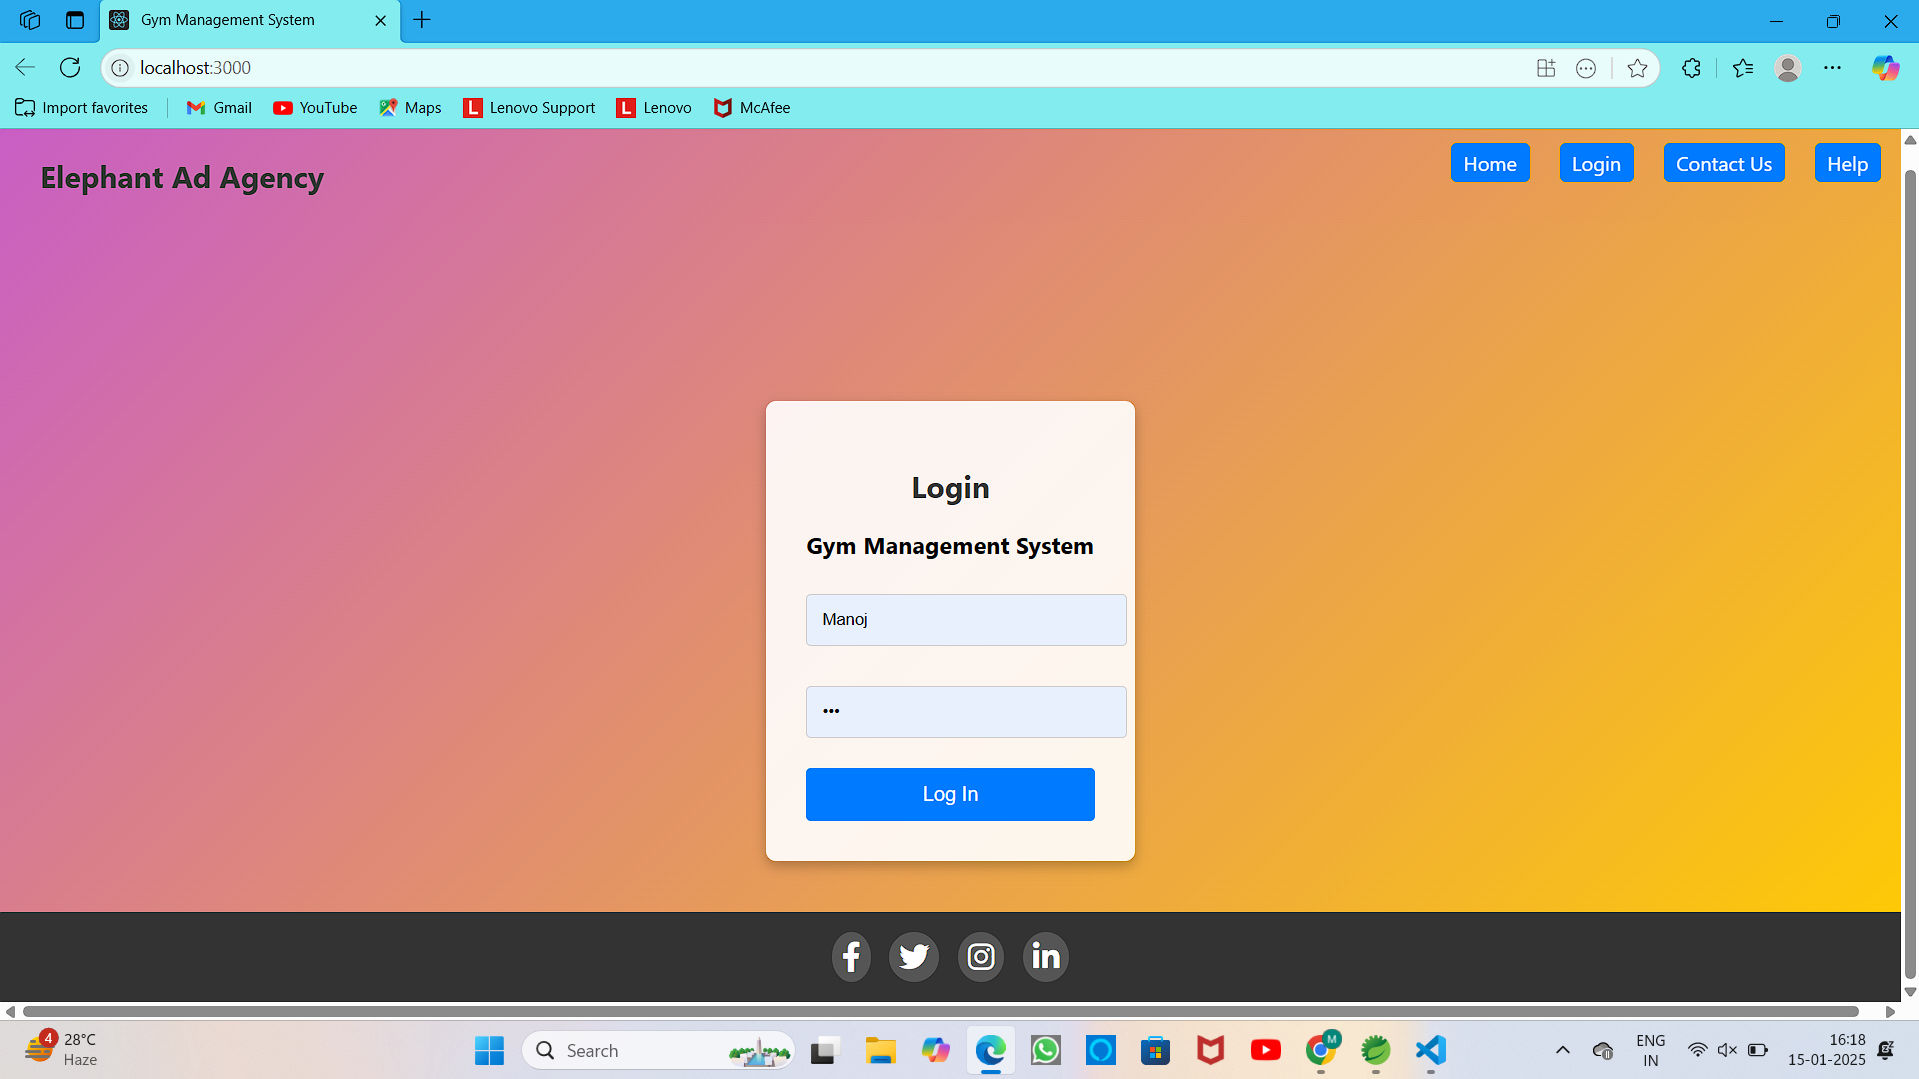 Gym Management System
localhost:3000
Import favorites
Gmail
YouTube
Maps
L
Lenovo Support
L
Lenovo
McAfee
Elephant Ad Agency
Home
Login
Contact Us
Help
Login
Gym Management System
Manoj
•••
Log In
4
28°C
Haze
Search
M
ENG
IN
16:18
15-01-2025